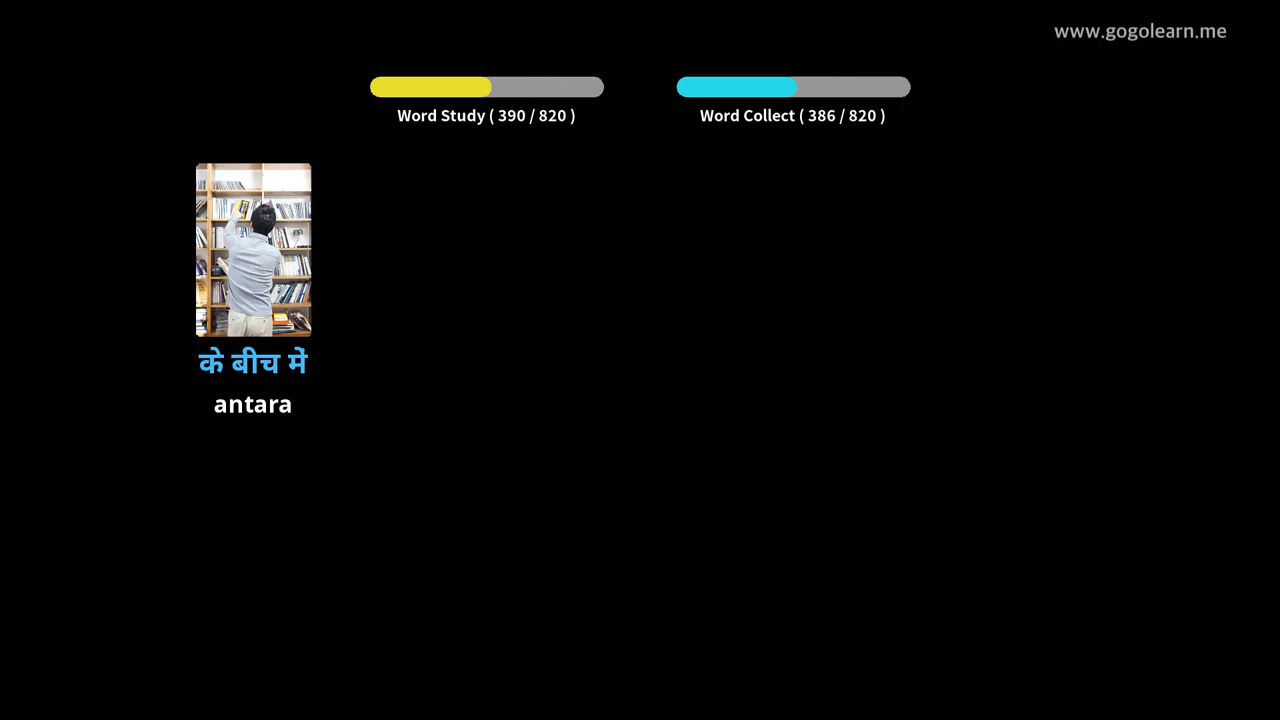 www.gogolearn.me
Word Study ( 390 / 820 )
Word Collect ( 386 / 820 )
के बीच में
antara